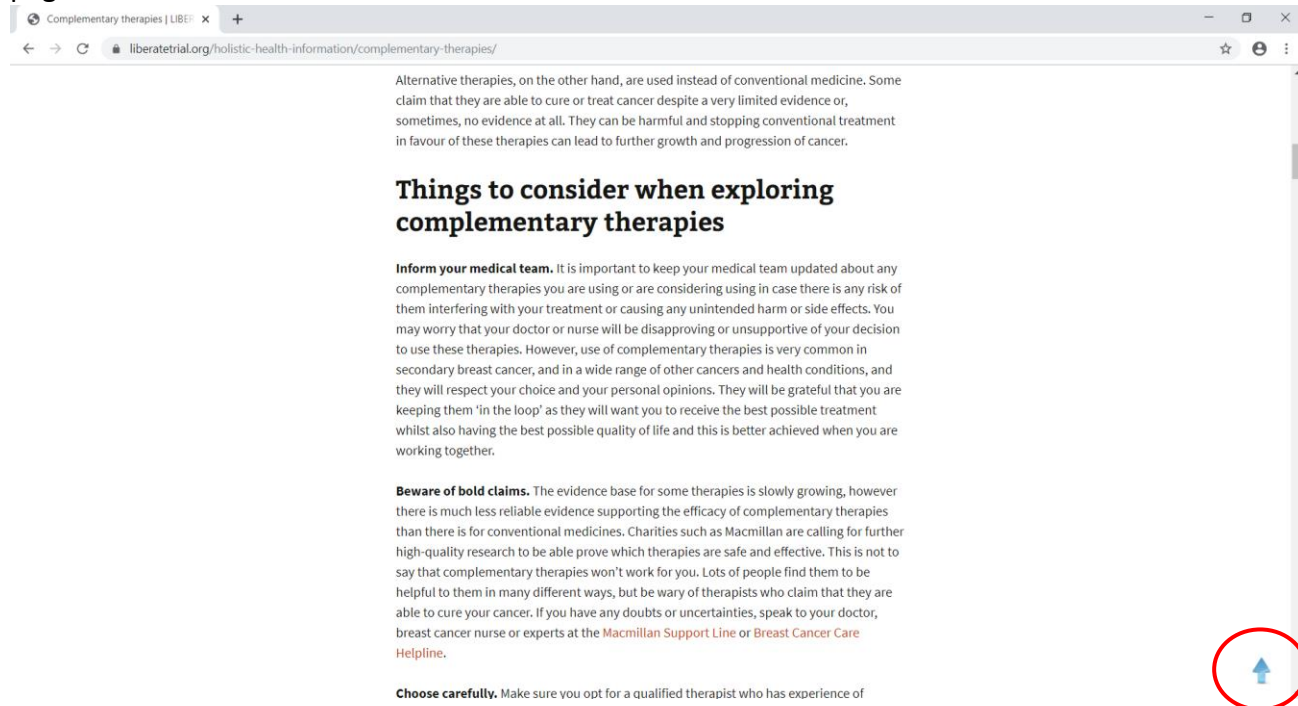 Complementary therapies | LIBER
liberatetrial.org/holistic-health-information/complementary-therapies/
Alternative therapies, on the other hand, are used instead of conventional medicine. Some
claim that they are able to cure or treat cancer despite a very limited evidence or,
sometimes, no evidence at all. They can be harmful and stopping conventional treatment
in favour of these therapies can lead to further growth and progression of cancer.
Things to consider when exploring
complementary therapies
Inform your medical team. It is important to keep your medical team updated about any
complementary therapies you are using or are considering using in case there is any risk of
them interfering with your treatment or causing any unintended harm or side effects. You
may worry that your doctor or nurse will be disapproving or unsupportive of your decision
to use these therapies. However, use of complementary therapies is very common in
secondary breast cancer, and in a wide range of other cancers and health conditions, and
they will respect your choice and your personal opinions. They will be grateful that you are
keeping them ‘in the loop’ as they will want you to receive the best possible treatment
whilst also having the best possible quality of life and this is better achieved when you are
working together.
Beware of bold claims. The evidence base for some therapies is slowly growing, however
there is much less reliable evidence supporting the efficacy of complementary therapies
than there is for conventional medicines. Charities such as Macmillan are calling for further
high-quality research to be able prove which therapies are safe and effective. This is not to
say that complementary therapies won’t work for you. Lots of people find them to be
helpful to them in many different ways, but be wary of therapists who claim that they are
able to cure your cancer. If you have any doubts or uncertainties, speak to your doctor,
breast cancer nurse or experts at the Macmillan Support Line or Breast Cancer Care
Helpline.
Choose carefully. Make sure you opt for a qualified therapist who has experience of